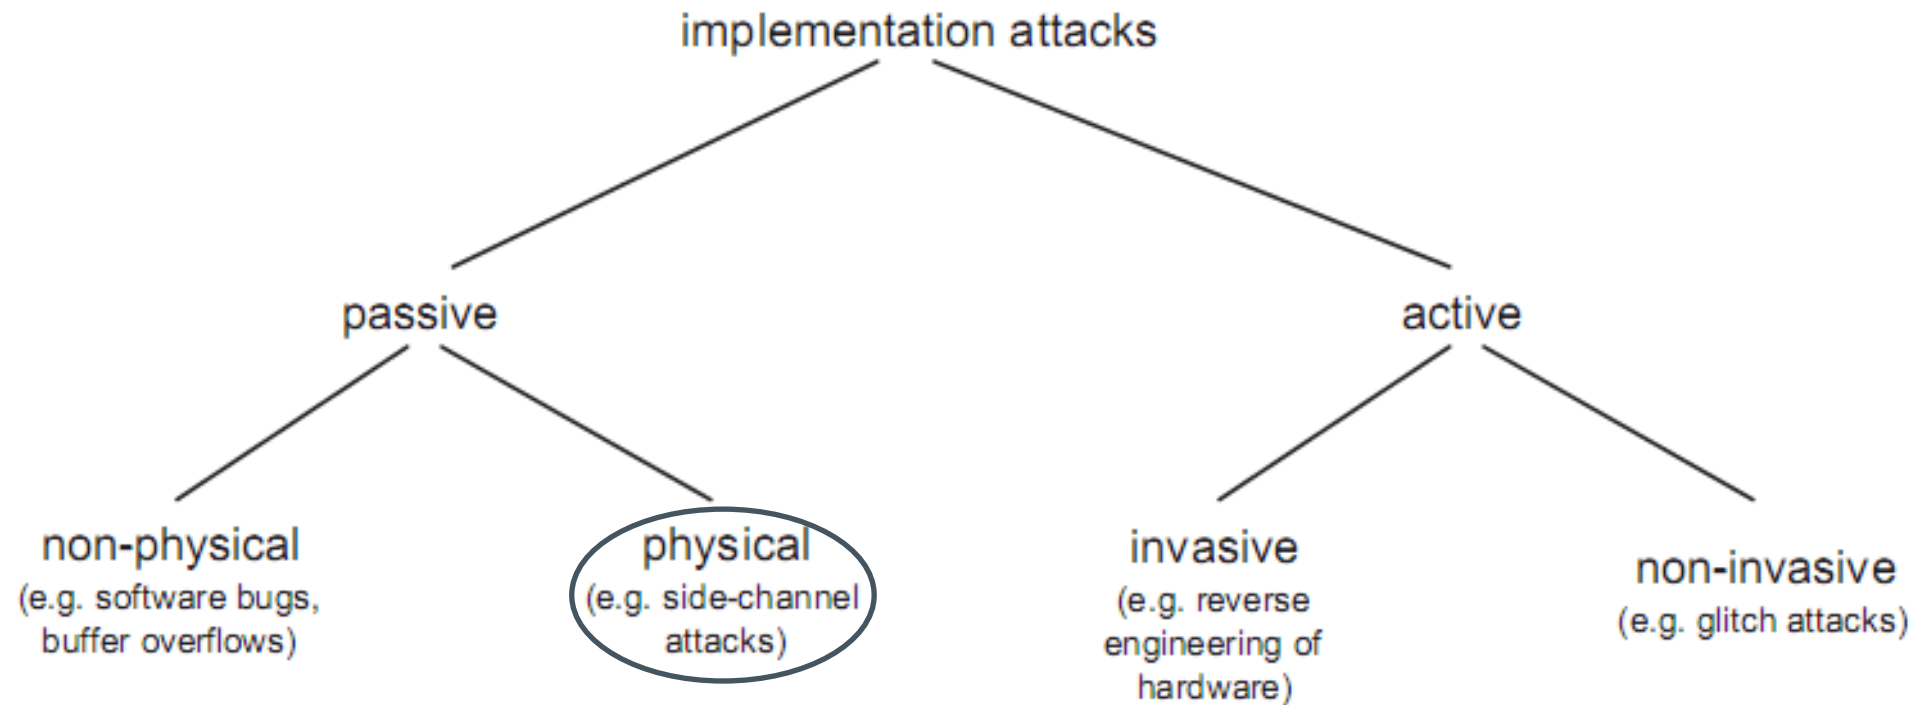 implementation attacks
passive
active
non-physical
(e.g. software bugs,
buffer overflows)
physical
(e.g. side-channel
attacks)
invasive
(e.g. reverse
engineering of
hardware)
non-invasive
(e.g. glitch attacks)